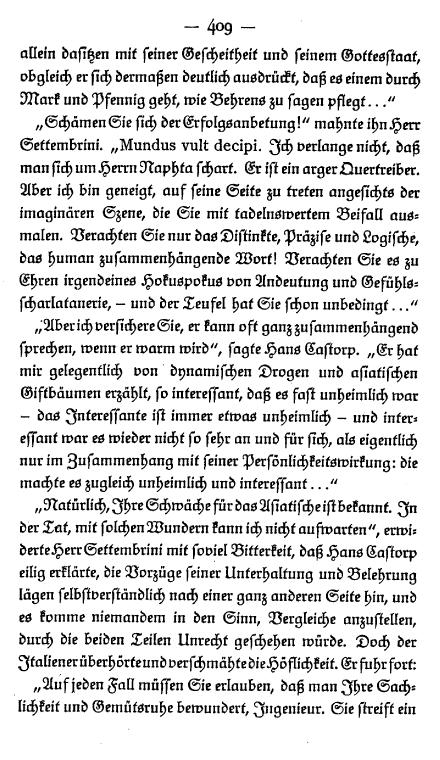 — 409 —
allein dasitzen mit seiner Gescheitheit und seinem Gottesstaat,
obgleich er sich dermaßen deutlich ausdrückt, daß es einem durch
Mark und Pfennig geht, wie Behrens zu sagen pflegt...“
„Schämen Sie sich der Erfolgsanbetung!“ mahnte ihn Herr
Settembrini. „Mundus vult decipi. Ich verlange nicht, daß
man sich um Herrn Naphta schart. Er ist ein arger Quertreiber.
Aber ich bin geneigt, auf seine Seite zu treten angesichts der
imaginären Szene, die Sie mit tadelnswertem Beifall aus-
malen. Verachten Sie nur das Distinkte, Präzise und Logische,
das human zusammenhängende Wort! Verachten Sie es zu
Ehren irgendeines Hokuspokus von Andeutung und Gefühls-
scharlatanerie, – und der Teufel hat Sie schon unbedingt...“
„Aber ich versichere Sie, er kann oft ganz zusammenhängend
sprechen, wenn er warm wird“, sagte Hans Castorp. „Er hat
mir gelegentlich von dynamischen Drogen und asiatischen
Giftbäumen erzählt, so interessant, daß es fast unheimlich war
– das Interessante ist immer etwas unheimlich – und inter-
essant war es wieder nicht so sehr an und für sich, als eigentlich
nur im Zusammenhang mit seiner Persönlichkeitswirkung: die
machte es zugleich unheimlich und interessant...“
„Natürlich, Ihre Schwäche für das Asiatische ist bekannt. In
der Tat, mit solchen Wundern kann ich nicht aufwarten“, erwi-
derte Herr Settembrini mit soviel Bitterkeit, daß Hans Castorp
eilig erklärte, die Vorzüge seiner Unterhaltung und Belehrung
lägen selbstverständlich nach einer ganz anderen Seite hin, und
es komme niemandem in den Sinn, Vergleiche anzustellen,
durch die beiden Teilen Unrecht geschehen würde. Doch der
Italiener überhörte und verschmähte die Höflichkeit. Er fuhr fort:
„Auf jeden Fall müssen Sie erlauben, daß man Ihre Sach-
lichkeit und Gemütsruhe bewundert, Ingenieur. Sie streift ein